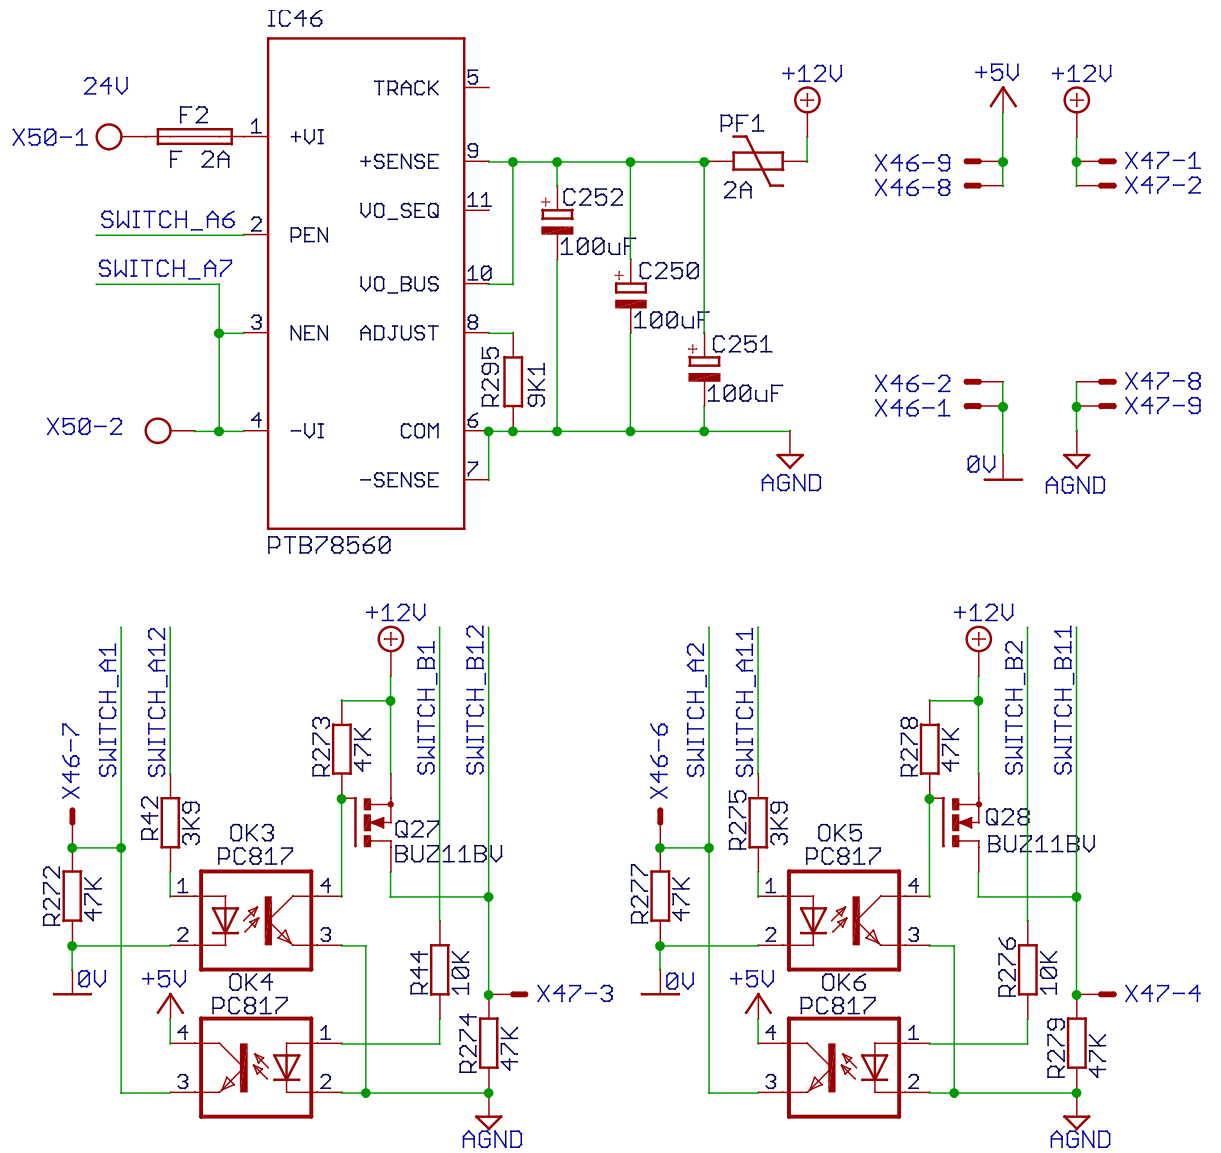 IC46
24V
X50-1
F2
F 2A
1
+VI
SWITCH_A6
2
PEN
SWITCH_A7
3
NEN
X50-2
4
-VI
TRACK
5
+SENSE
9
VO_SEQ
11
VO_BUS
10
ADJUST
8
COM
6
-SENSE
7
PTB78560
R295
9K1
C252
100uF
C250
100uF
C251
100uF
PF1
2A
+12V
AGND
+5V
+12V
X46-9
X46-8
X47-1
X47-2
X46-2
X46-1
X47-8
X47-9
0V
AGND
X46-7
SWITCH_A1
SWITCH_A12
+12V
SWITCH_B1
SWITCH_B12
R273
47K
R42
3K9
OK3
PC817
Q27
BUZ11BV
R272
47K
1
4
2
3
0V
+5V
OK4
PC817
R44
10K
X47-3
4
1
3
2
R274
47K
AGND
X46-6
SWITCH_A2
SWITCH_A11
+12V
SWITCH_B2
SWITCH_B11
R278
47K
R275
3K9
OK5
PC817
Q28
BUZ11BV
R277
47K
1
4
2
3
0V
+5V
OK6
PC817
R276
10K
X47-4
4
1
3
2
R279
47K
AGND